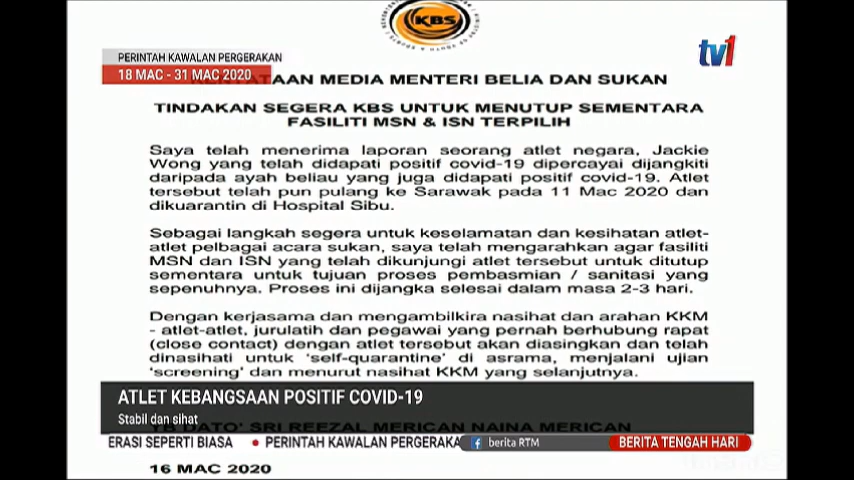 KBS
PERINTAH KAWALAN PERGERAKAN
18 MAC - 31 MAC 2020
tv1
MEDIA MENTERI BELIA DAN SUKAN
TINDAKAN SEGERA KBS UNTUK MENUTUP SEMENTARA
FASILITI MSN & ISN TERPILIH
Saya telah menerima laporan seorang atlet negara, Jackie
Wong yang telah didapati positif covid-19 dipercayai dijangkiti
daripada ayah beliau yang juga didapati positif covid-19. Atlet
tersebut telah pun pulang ke Sarawak pada 11 Mac 2020 dan
dikuarantin di Hospital Sibu.
Sebagai langkah segera untuk keselamatan dan kesihatan atlet-
atlet pelbagai acara sukan, saya telah mengarahkan agar fasiliti
MSN dan ISN yang telah dikunjungi atlet tersebut untuk ditutup
sementara untuk tujuan proses pembasmian / sanitasi yang
sepenuhnya. Proses ini dijangka selesai dalam masa 2-3 hari.
Dengan kerjasama dan mengambilkira nasihat dan arahan KKM
- atlet-atlet, jurulatih dan pegawai yang pernah berhubung rapat
(close contact) dengan atlet tersebut akan diasingkan dan telah
dinasihati untuk 'self-quarantine' di asrama, menjalani ujian
'screening' dan menurut nasihat KKM yang selanjutnya.
ATLET KEBANGSAAN POSITIF COVID-19
Stabil dan sihat
YB DATO' SRI REEZAL MERICAN NAINA MERICAN
ERASI SEPERTI BIASA • PERINTAH KAWALAN PERGERAKA
berita RTM
BERITA TENGAH HARI
16 MAC 2020